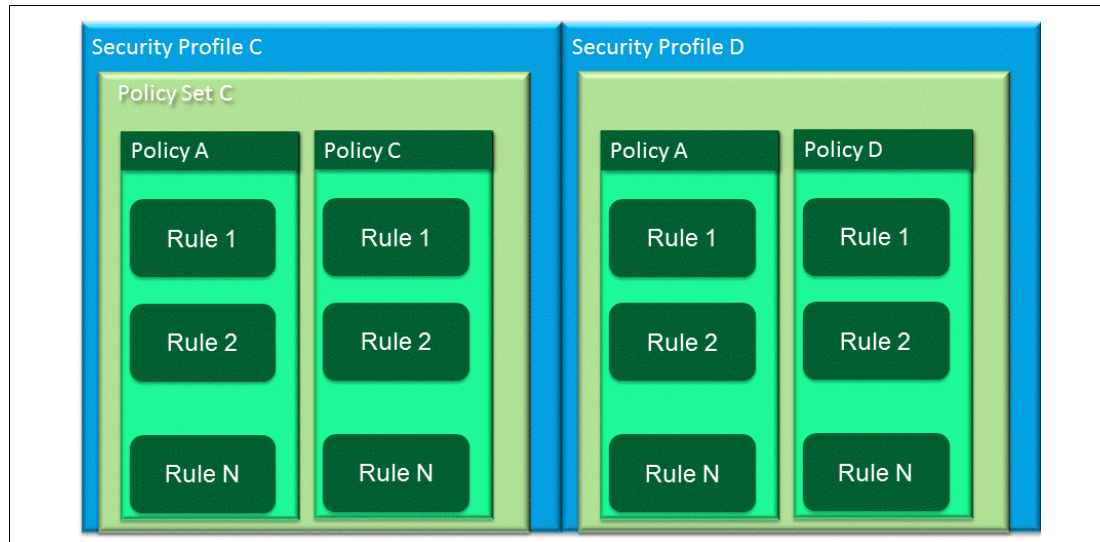 Security Profile C
Policy Set C
Policy A
Rule 1
Rule 2
Rule N
Policy C
Rule 1
Rule 2
Rule N
Security Profile D
Policy A
Rule 1
Rule 2
Rule N
Policy D
Rule 1
Rule 2
Rule N